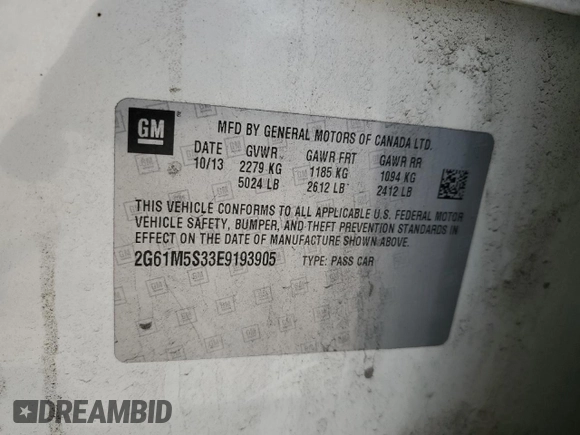 GM
MFD BY GENERAL MOTORS OF CANADA LTD.
DATE GVWR GAWR FRT GAWR RR
10/13 2279 KG 1185 KG 1094 KG
5024 LB 2612 LB 2412 LB
THIS VEHICLE CONFORMS TO ALL APPLICABLE U.S. FEDERAL MOTOR
VEHICLE SAFETY, BUMPER, AND THEFT PREVENTION STANDARDS IN
EFFECT ON THE DATE OF MANUFACTURE SHOWN ABOVE.
2G61M5S33E9193905 TYPE: PASS CAR
DREAMBID